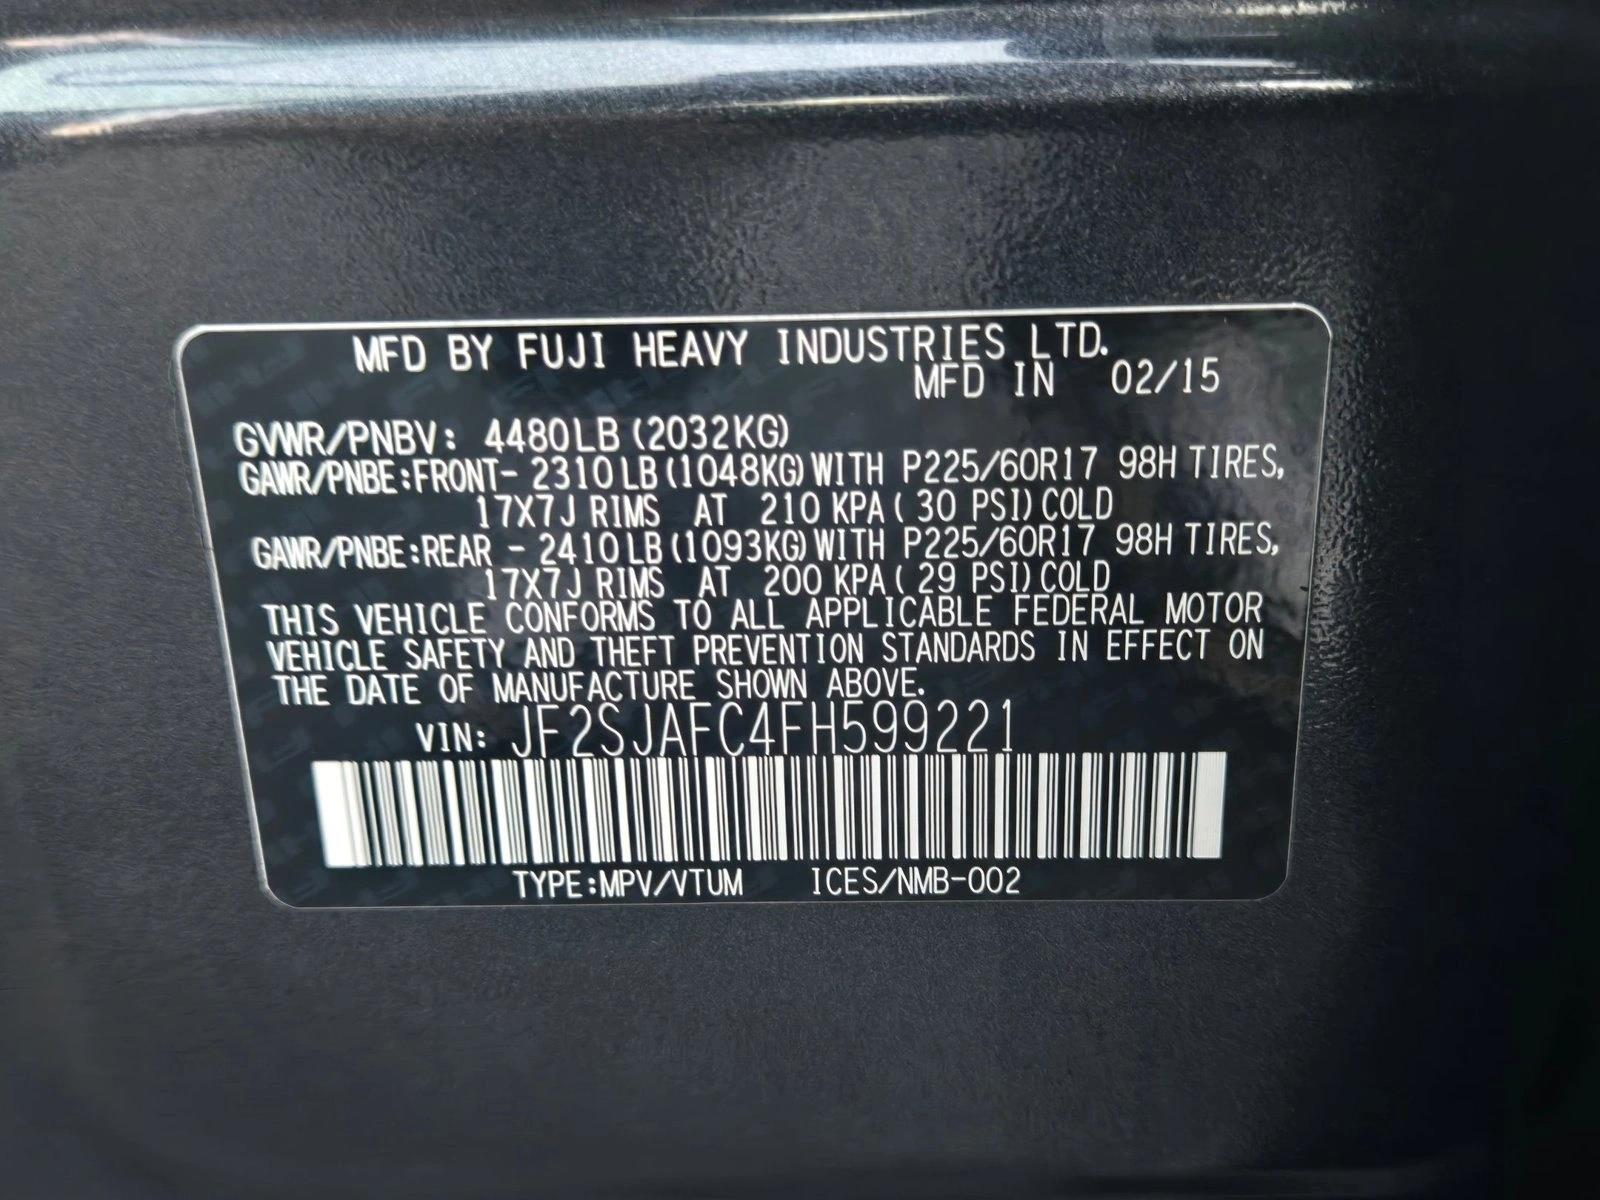 MFD BY FUJI HEAVY INDUSTRIES LTD.
MFD IN 02/15
GVWR/PNBV: 4480LB(2032KG)
GAWR/PNBE:FRONT- 2310LB(1048KG)WITH P225/60R17 98H TIRES,
17X7J RIMS AT 210 KPA( 30 PSI)COLD
GAWR/PNBE:REAR - 2410LB(1093KG)WITH P225/60R17 98H TIRES,
17X7J RIMS AT 200 KPA( 29 PSI)COLD
THIS VEHICLE CONFORMS TO ALL APPLICABLE FEDERAL MOTOR
VEHICLE SAFETY AND THEFT PREVENTION STANDARDS IN EFFECT ON
THE DATE OF MANUFACTURE SHOWN ABOVE.
VIN: JF2SJAFC4FH599221
TYPE:MPV/VTUM ICES/NMB-002